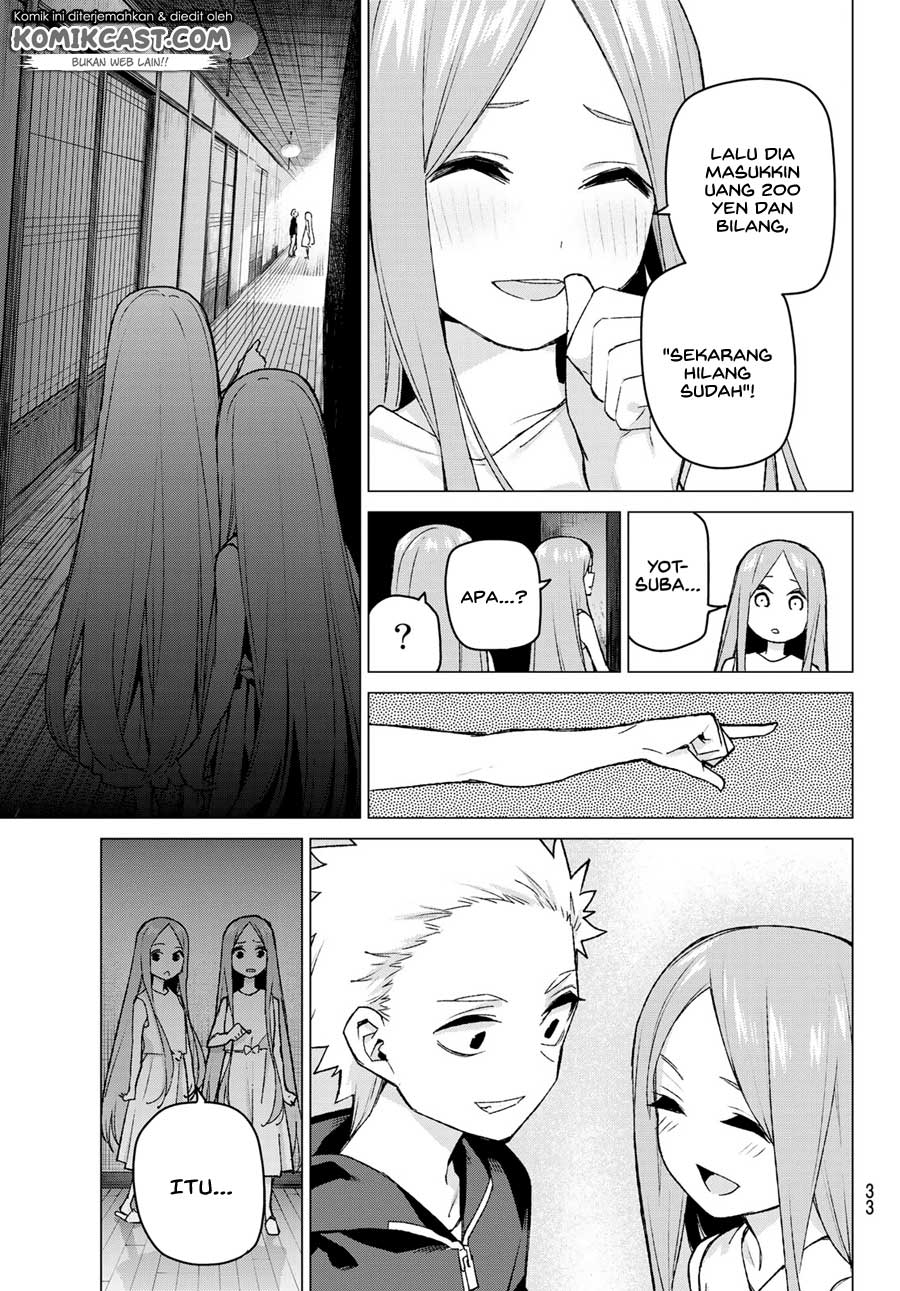 Komik ini diterjemahkan & diedit oleh
KOMIKCAST.COM
BUKAN WEB LAIN!!
LALU DIA
MASUKKIN
UANG 200
YEN DAN
BILANG,
"SEKARANG
HILANG
SUDAH"!
YOT-
SUBA...
APA...?
?
ITU...
33